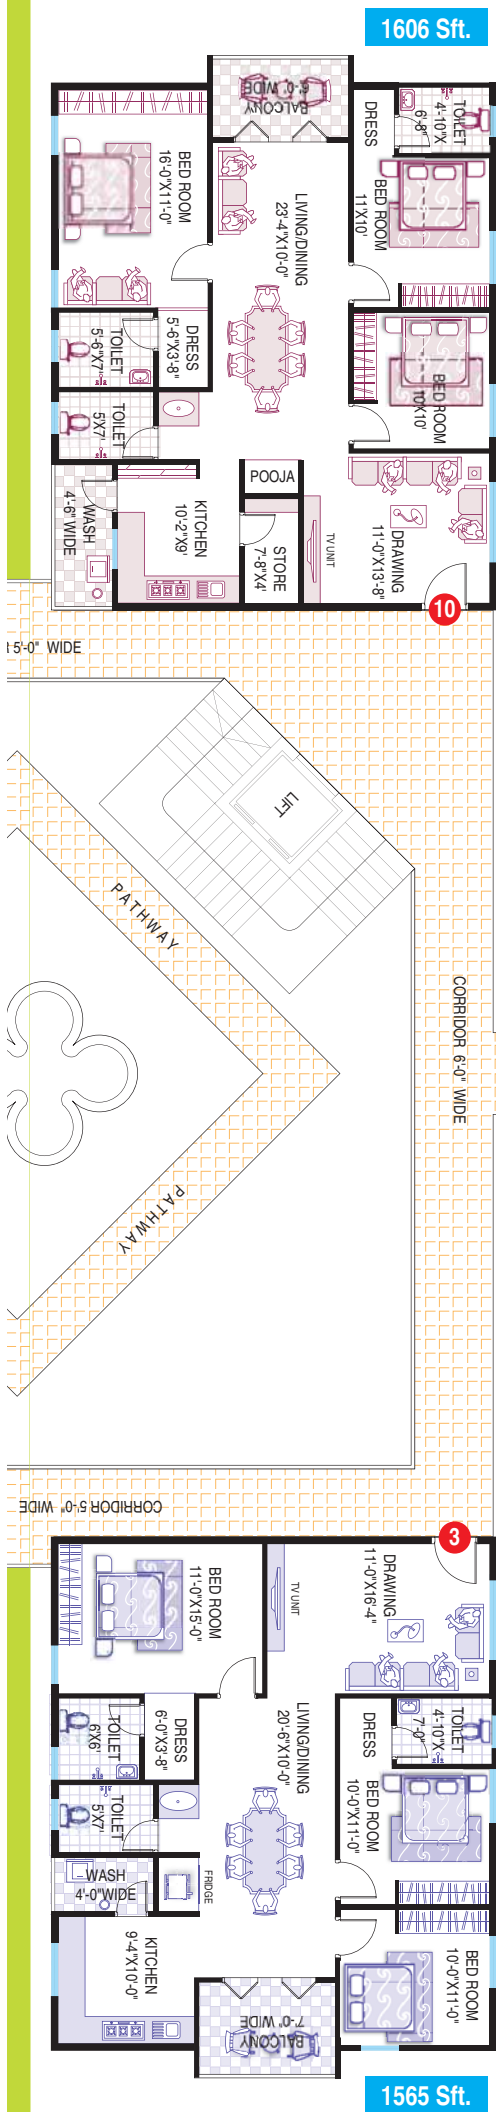 1606 Sft.
BALCONY
6'-0" WIDE
TOILET
4'-10"X
6'-8"
DRESS
BED ROOM
16'-0"X11'-0"
BED ROOM
11'X10'
LIVING/DINING
23'-4"X10'-0"
DRESS
5'-6"X3'-8"
TOILET
5'-6"X7'
BED ROOM
10'X10'
TOILET
5'X7'
POOJA
WASH
4'-6" WIDE
KITCHEN
10'-2"X9'
STORE
7'-8"X4'
TV UNIT
DRAWING
11'-0"X13'-8"
10
5'-0" WIDE
LIFT
PATHWAY
CORRIDOR 6'-0" WIDE
PATHWAY
CORRIDOR 5'-0" WIDE
3
BED ROOM
11'-0"X15'-0"
TV UNIT
DRAWING
11'-0"X16'-4"
TOILET
6'X6'
DRESS
6'-0"X3'-8"
LIVING/DINING
20'-6"X10'-0"
DRESS
TOILET
4'-10"X
7'-0"
TOILET
5'X7'
BED ROOM
10'-0"X11'-0"
WASH
4'-0"WIDE
FRIDGE
KITCHEN
9'-4"X10'-0"
BED ROOM
10'-0"X11'-0"
BALCONY
7'-0" WIDE
1565 Sft.